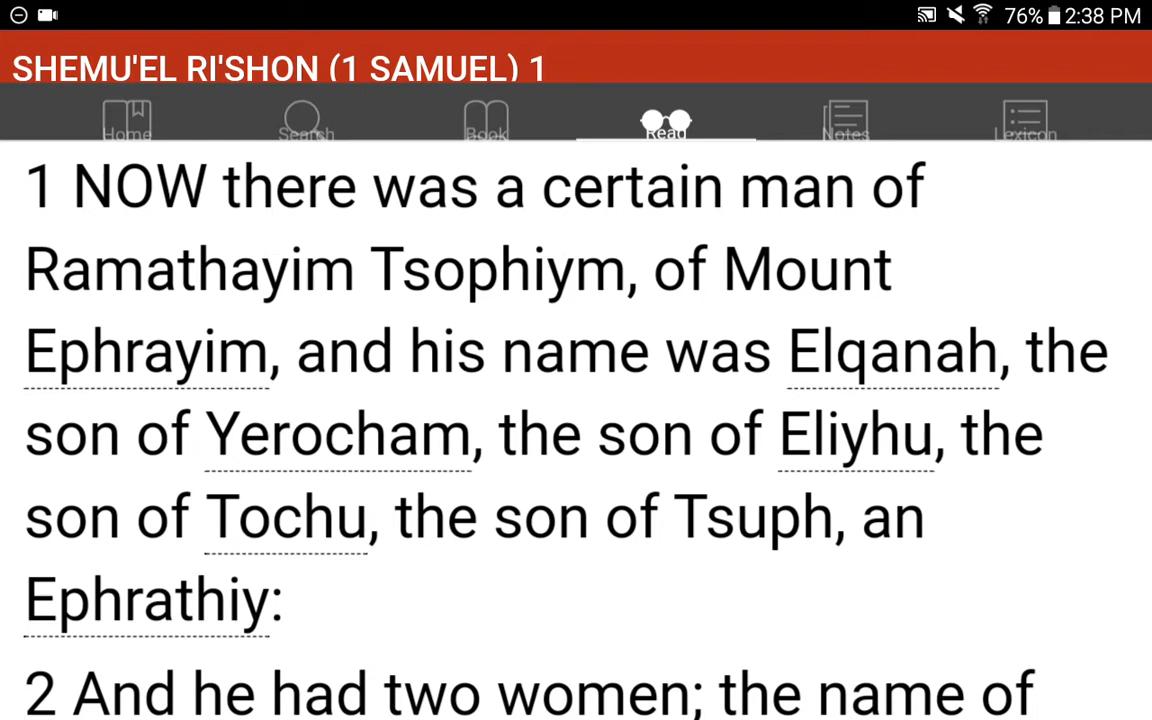 76% 2:38 PM
SHEMU'EL RI'SHON (1 SAMUEL) 1
Home Search Book Read Notes Lexicon
1 NOW there was a certain man of
Ramathayim Tsophiym, of Mount
Ephrayim, and his name was Elqanah, the
son of Yerocham, the son of Eliyhu, the
son of Tochu, the son of Tsuph, an
Ephrathiy:
2 And he had two women; the name of